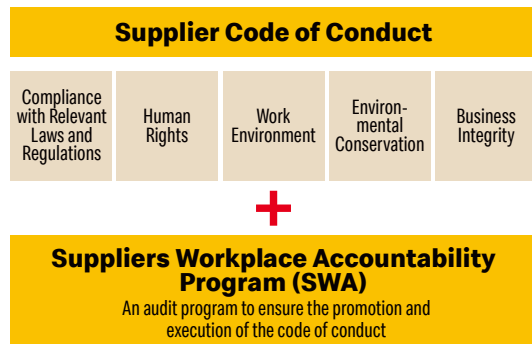 Supplier Code of Conduct
Compliance
with Relevant
Laws and
Regulations
Human
Rights
Work
Environment
Environ-
mental
Conservation
Business
Integrity
+
Suppliers Workplace Accountability
Program (SWA)
An audit program to ensure the promotion and
execution of the code of conduct